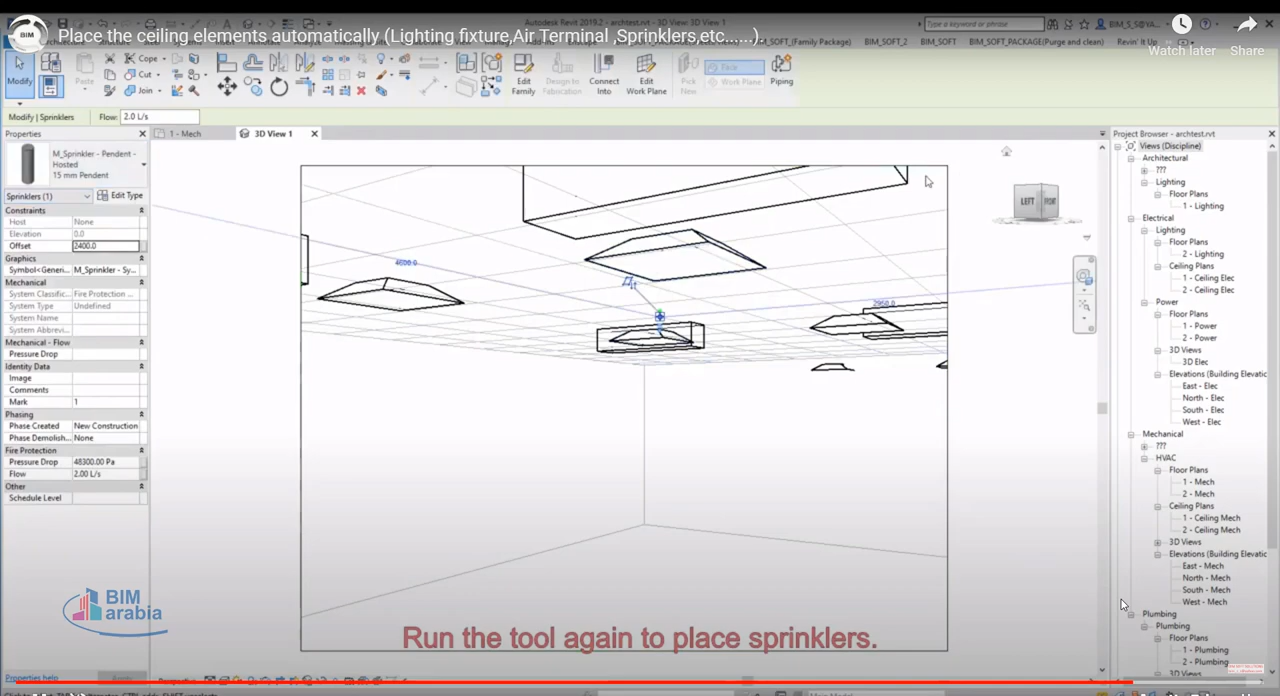 BIM
Place the ceiling elements automatically (Lighting fixture,Air Terminal ,Sprinklers,etc......).
Watch later
Share
Autodesk Revit 2019.2 - archtest.rvt - 3D View: 3D View 1
Type a keyword or phrase
BIM_S_S@VA...
BIM_SOFT_(Family Package)
BIM_SOFT_2
BIM_SOFT
BIM_SOFT_PACKAGE(Purge and clean)
Revin' It Up
Modify
Paste
Cope
Cut
Join
Edit
Family
Design to
Fabrication
Connect
Into
Edit
Work Plane
Pick
New
Face
Work Plane
Piping
Modify | Sprinklers
Flow: 2.0 L/s
Properties
1 - Mech
3D View 1
M_Sprinkler - Pendent -
Hosted
15 mm Pendent
Sprinklers (1)
Edit Type
Constraints
Host None
Elevation 0.0
Offset 2400.0
Graphics
Symbol<Generi... M_Sprinkler - Sy...
Mechanical
System Classific... Fire Protection ...
System Type Undefined
System Name
System Abbrevi...
Mechanical - Flow
Pressure Drop
Identity Data
Image
Comments
Mark 1
Phasing
Phase Created New Construction
Phase Demolish... None
Fire Protection
Pressure Drop 48300.00 Pa
Flow 2.00 L/s
Other
Schedule Level
Properties help
4600.0
2950.0
LEFT
BIM
arabia
Run the tool again to place sprinklers.
Project Browser - archtest.rvt
Views (Discipline)
Architectural
???
Lighting
Floor Plans
1 - Lighting
Electrical
Lighting
Floor Plans
2 - Lighting
Ceiling Plans
1 - Ceiling Elec
2 - Ceiling Elec
Power
Floor Plans
1 - Power
2 - Power
3D Views
3D Elec
Elevations (Building Elevatic
East - Elec
North - Elec
South - Elec
West - Elec
Mechanical
???
HVAC
Floor Plans
1 - Mech
2 - Mech
Ceiling Plans
1 - Ceiling Mech
2 - Ceiling Mech
3D Views
Elevations (Building Elevatic
East - Mech
North - Mech
South - Mech
West - Mech
Plumbing
Plumbing
Floor Plans
1 - Plumbing
2 - Plumbing
3D Views